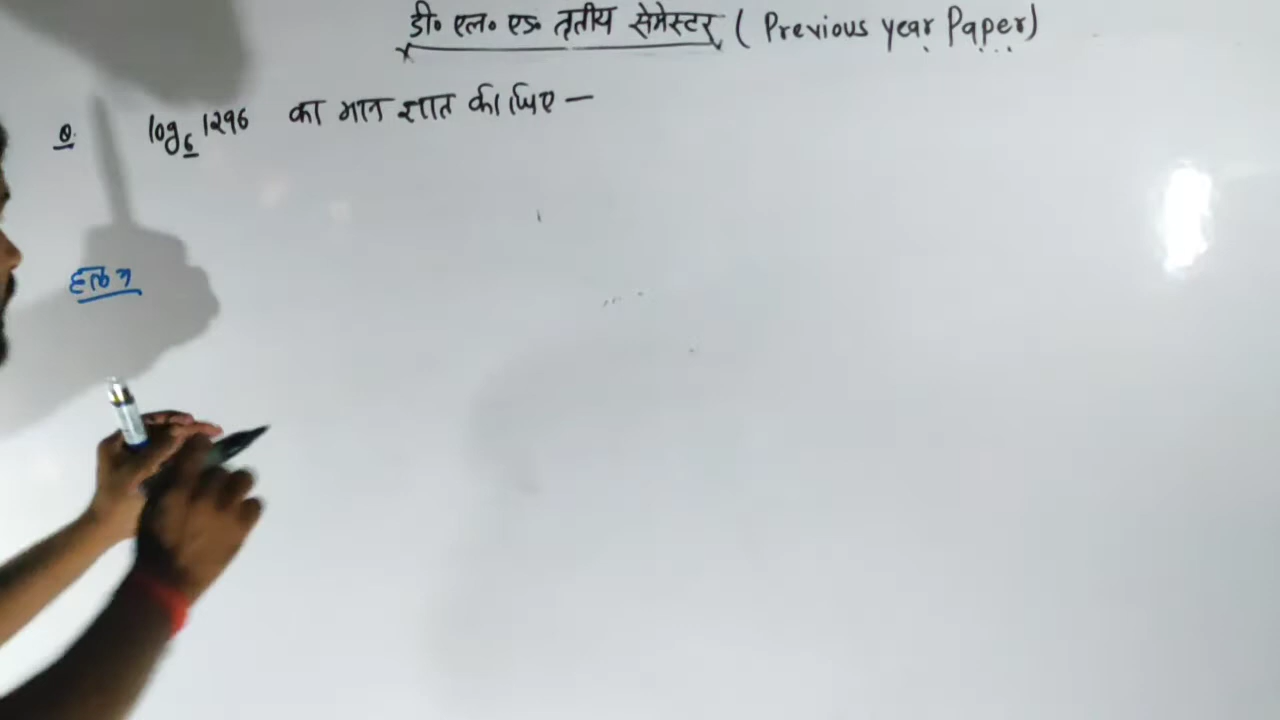 डी० एल० एड० तृतीय सेमेस्टर ( Previous year Paper)
Q. log₆ 1296 का मान ज्ञात कीजिए —
हल